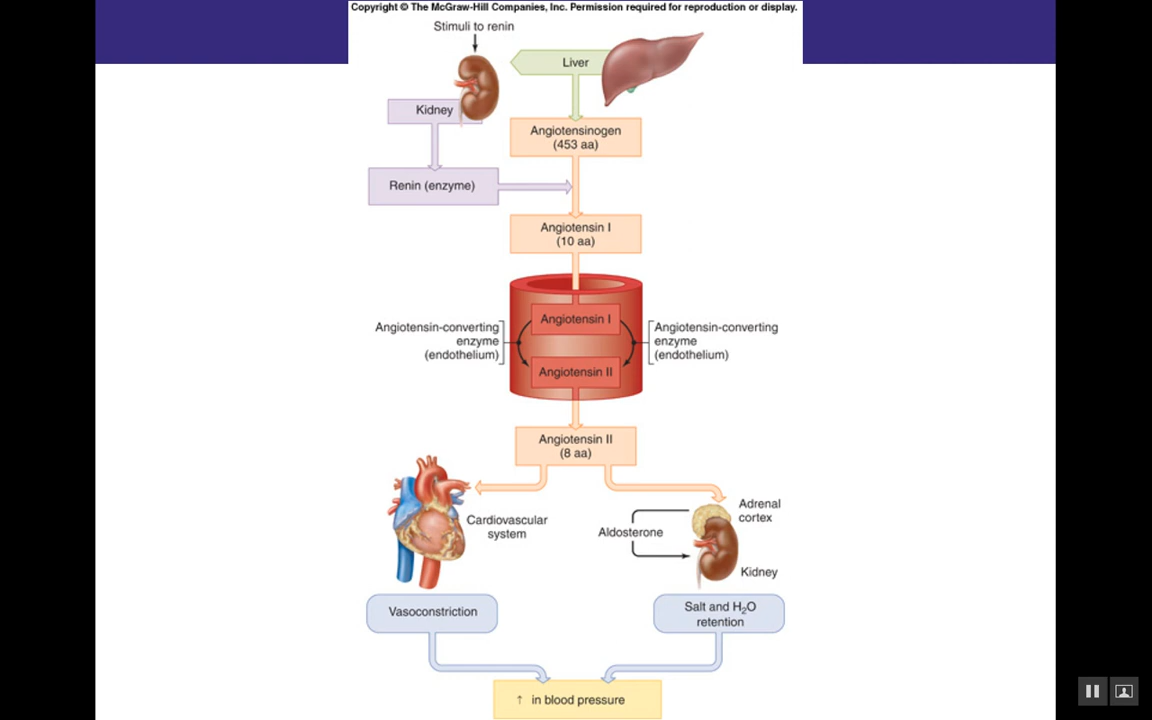 Copyright © The McGraw-Hill Companies, Inc. Permission required for reproduction or display.
Stimuli to renin
Liver
Kidney
Angiotensinogen
(453 aa)
Renin (enzyme)
Angiotensin I
(10 aa)
Angiotensin I
Angiotensin-converting
enzyme
(endothelium)
Angiotensin-converting
enzyme
(endothelium)
Angiotensin II
Angiotensin II
(8 aa)
Cardiovascular
system
Aldosterone
Adrenal
cortex
Kidney
Vasoconstriction
Salt and H₂O
retention
↑ in blood pressure